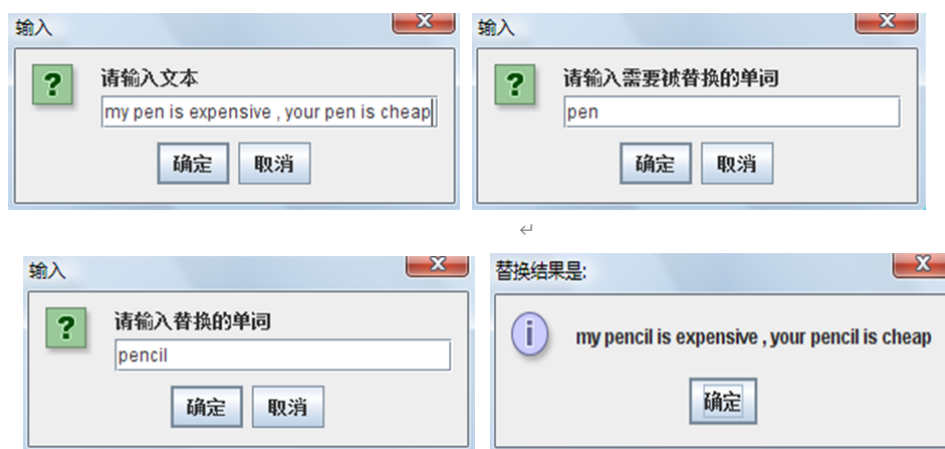 输入
请输入文本
my pen is expensive , your pen is cheap
确定 取消
输入
请输入需要被替换的单词
pen
确定 取消
输入
请输入替换的单词
pencil
确定 取消
替换结果是:
my pencil is expensive , your pencil is cheap
确定